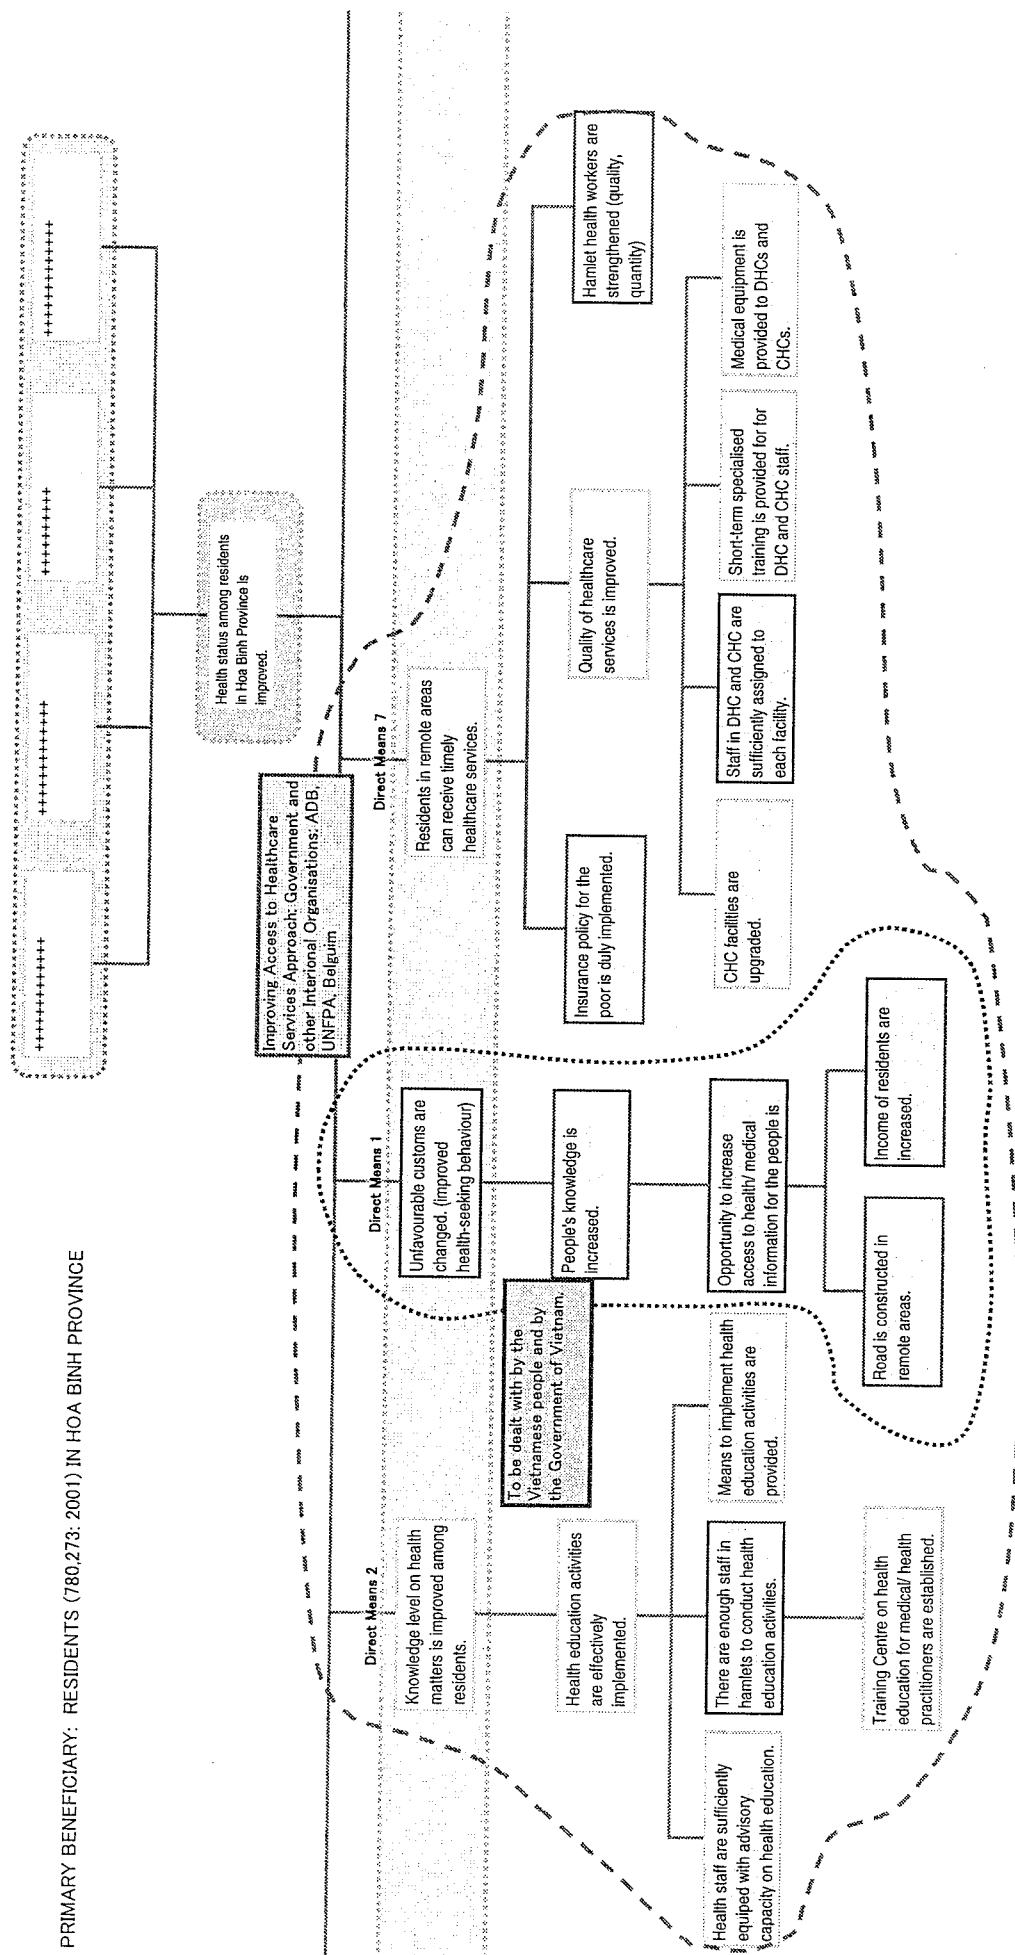 PRIMARY BENEFICIARY: RESIDENTS (780,273: 2001) IN HOA BINH PROVINCE
++++++++++++
+++++++++++
++++++++++
++++++++++++
Health status among residents
In Hoa Binh Province is
improved.
Improving Access to Healthcare
Services Approach: Government and
other Interional Organisations: ADB,
UNFPA, Belguim
Direct Means 2
Knowledge level on health
matters is improved among
residents.
Health education activities
are effectively
implemented.
Health staff are sufficiently
equipped with advisory
capacity on health education.
There are enough staff in
hamlets to conduct health
education activities.
Means to implement health
education activities are
provided.
Training Centre on health
education for medical/ health
practitioners are established.
To be dealt with by the
Vietnamese people and by
the Government of Vietnam.
Direct Means 1
Unfavourable customs are
changed. (improved
health-seeking behaviour)
People's knowledge is
increased.
Opportunity to increase
access to health/ medical
information for the people is
Road is constructed in
remote areas.
Income of residents are
increased.
Direct Means 7
Residents in remote areas
can receive timely
healthcare services.
Insurance policy for the
poor is duly implemented.
Quality of healthcare
services is improved.
Hamlet health workers are
strengthened (quality,
quantity)
CHC facilities are
upgraded.
Staff in DHC and CHC are
sufficiently assigned to
each facility.
Short-term specialised
training is provided for for
DHC and CHC staff.
Medical equipment is
provided to DHCs and
CHCs.